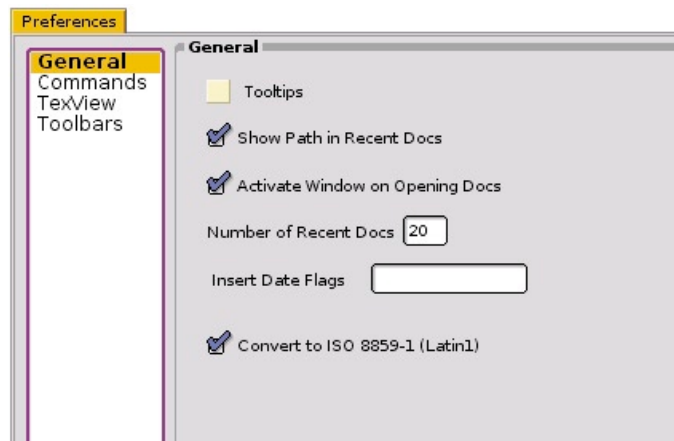 Preferences
General
Commands
TexView
Toolbars
General
Tooltips
Show Path in Recent Docs
Activate Window on Opening Docs
Number of Recent Docs 20
Insert Date Flags
Convert to ISO 8859-1 (Latin1)